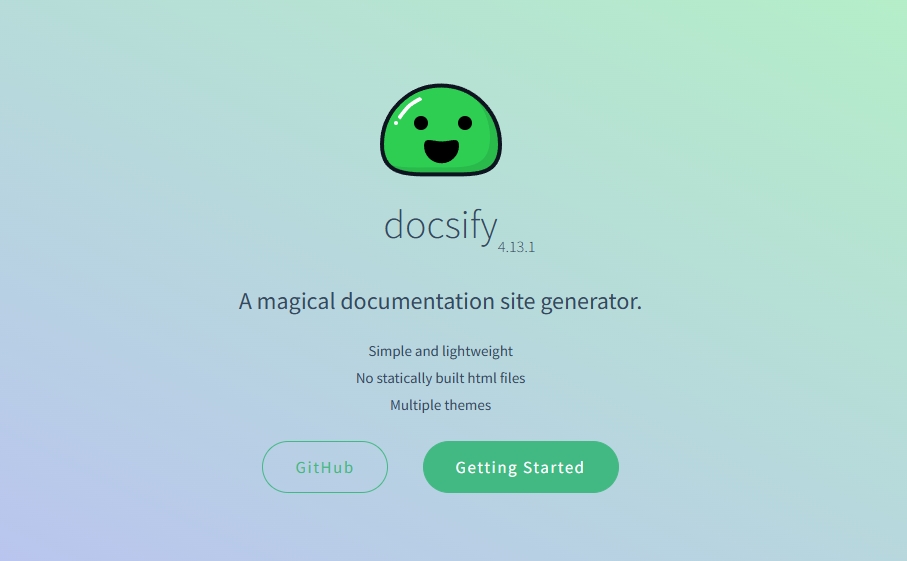 docsify 4.13.1
A magical documentation site generator.
Simple and lightweight
No statically built html files
Multiple themes
GitHub
Getting Started